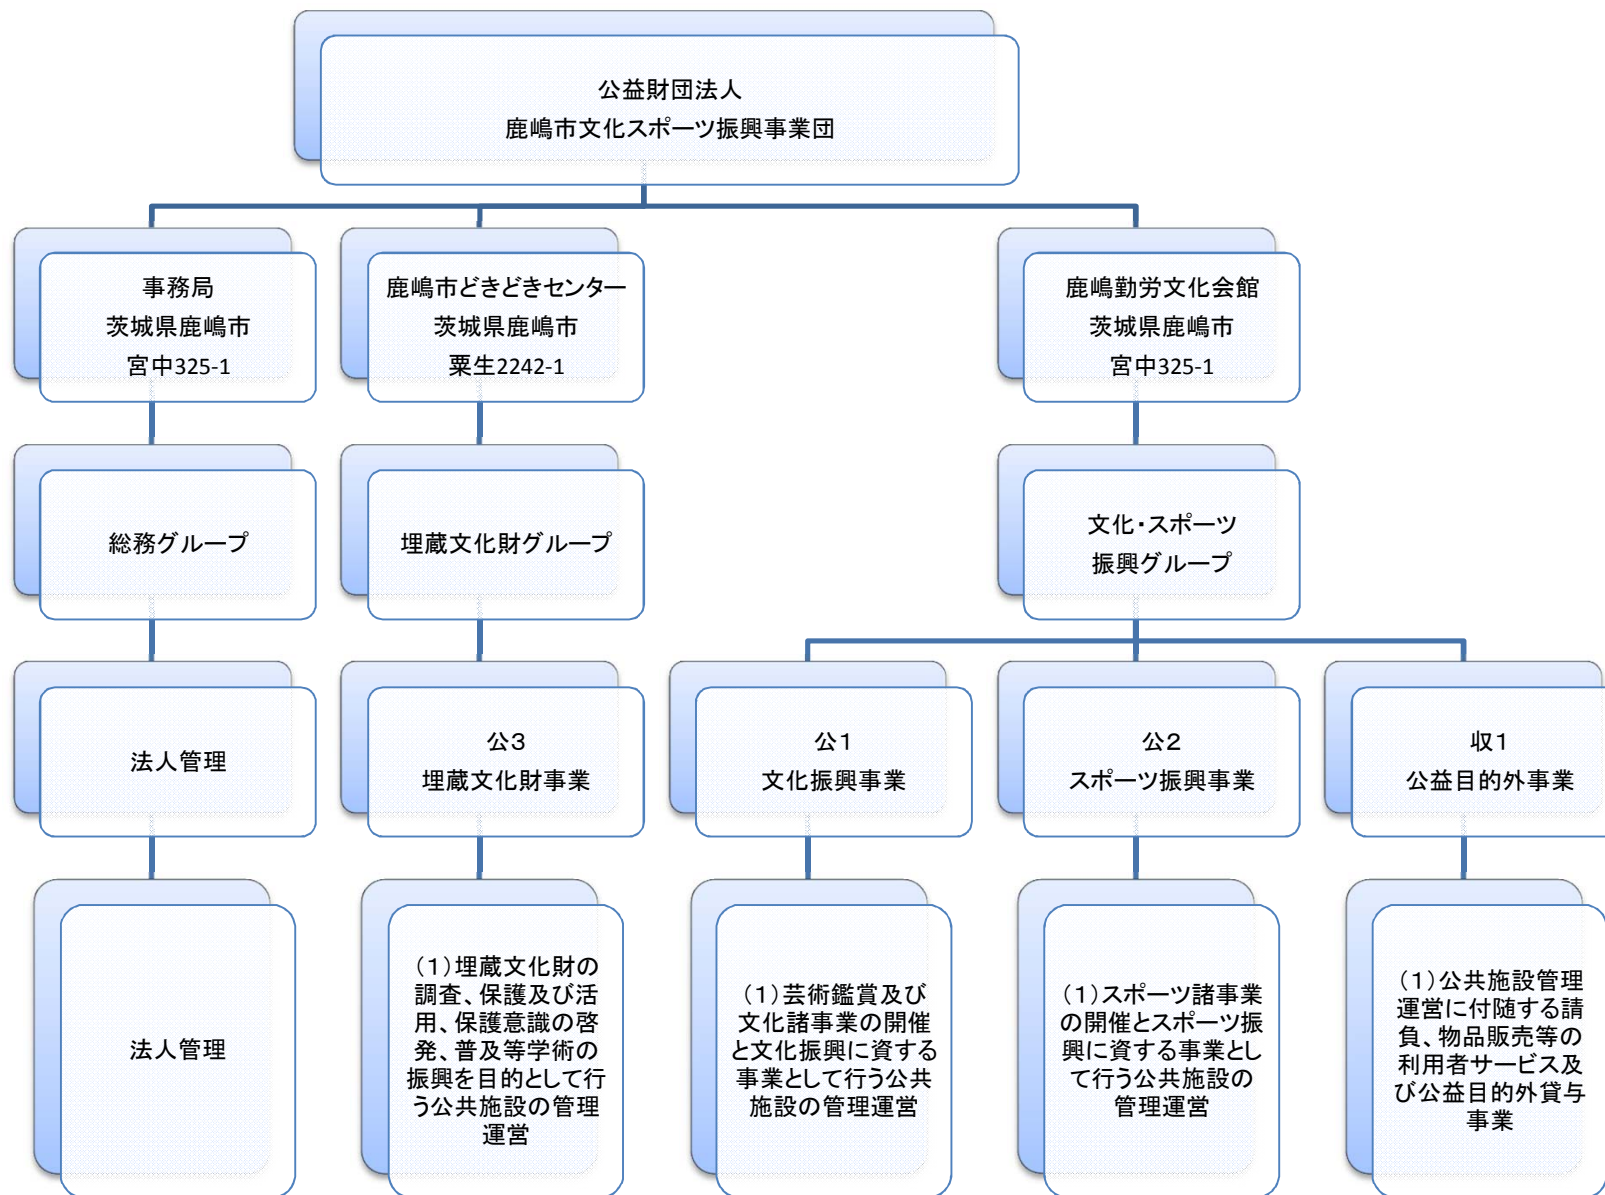 公益財団法人
鹿嶋市文化スポーツ振興事業団
事務局
茨城県鹿嶋市
宮中325-1
鹿嶋市どきどきセンター
茨城県鹿嶋市
粟生2242-1
鹿嶋勤労文化会館
茨城県鹿嶋市
宮中325-1
総務グループ
埋蔵文化財グループ
文化・スポーツ
振興グループ
法人管理
公3
埋蔵文化財事業
公1
文化振興事業
公2
スポーツ振興事業
収1
公益目的外事業
法人管理
(1)埋蔵文化財の
調査、保護及び活
用、保護意識の啓
発、普及等学術の
振興を目的として行
う公共施設の管理
運営
(1)芸術鑑賞及び
文化諸事業の開催
と文化振興に資する
事業として行う公共
施設の管理運営
(1)スポーツ諸事業
の開催とスポーツ振
興に資する事業とし
て行う公共施設の
管理運営
(1)公共施設管理
運営に付随する請
負、物品販売等の
利用者サービス及
び公益目的外貸与
事業